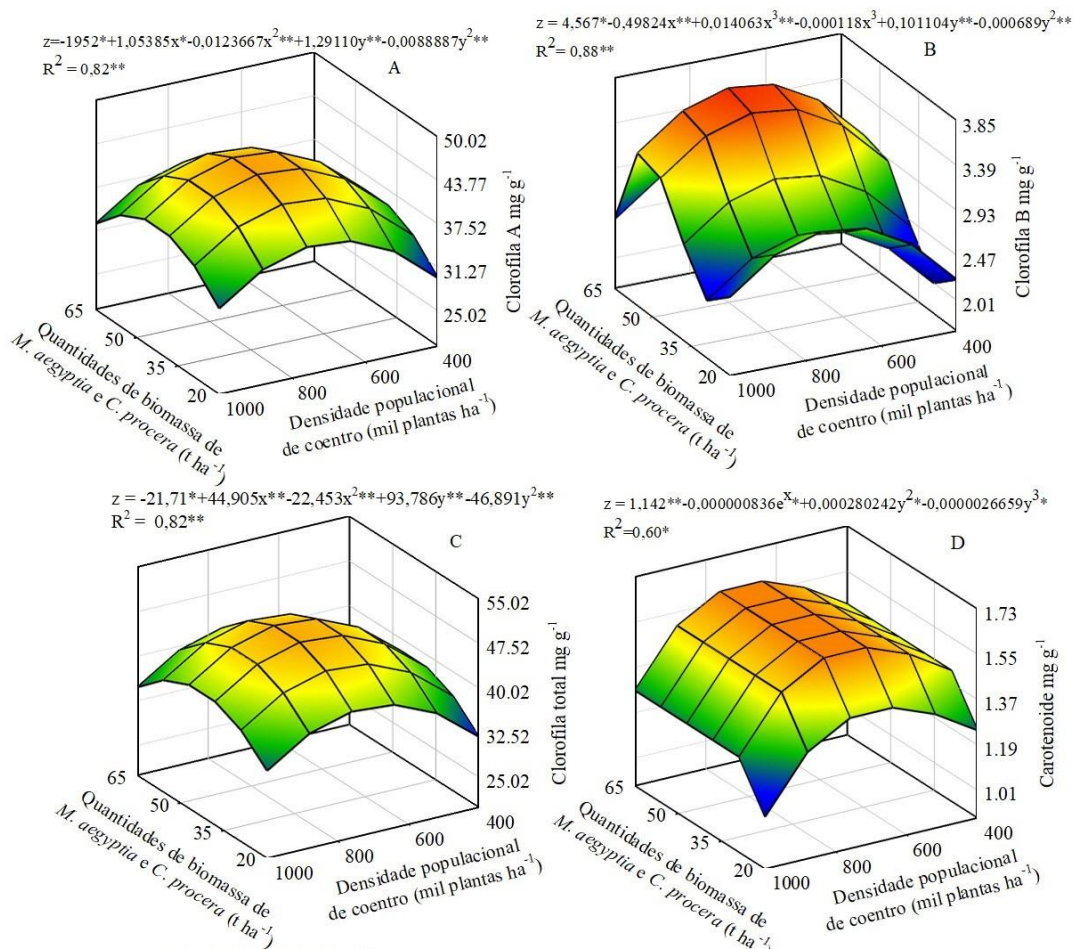 z=-1952*+1,05385x*-0,0123667x²**+1,29110y**-0,0088887y²**
R² = 0,82**
A
50.02
43.77
37.52
31.27
25.02
Clorofila A mg g⁻¹
65
50
35
20
Quantidades de biomassa de
M. aegyptia e C. procera (t ha⁻¹)
1000
800
600
400
Densidade populacional
de coentro (mil plantas ha⁻¹)
z = 4,567*-0,49824x**+0,014063x³**-0,000118x³+0,101104y**-0,000689y²**
R² = 0,88**
B
3.85
3.39
2.93
2.47
2.01
Clorofila B mg g⁻¹
65
50
35
20
Quantidades de biomassa de
M. aegyptia e C. procera (t ha⁻¹)
1000
800
600
400
Densidade populacional
de coentro (mil plantas ha⁻¹)
z = -21,71*+44,905x**-22,453x²**+93,786y**-46,891y²**
R² = 0,82**
C
55.02
47.52
40.02
32.52
25.02
Clorofila total mg g⁻¹
65
50
35
20
Quantidades de biomassa de
M. aegyptia e C. procera (t ha⁻¹)
1000
800
600
400
Densidade populacional
de coentro (mil plantas ha⁻¹)
z = 1,142**-0,000000836eˣ*+0,000280242y²*-0,0000026659y³*
R²=0,60*
D
1.73
1.55
1.37
1.19
1.01
Carotenoide mg g⁻¹
65
50
35
20
Quantidades de biomassa de
M. aegyptia e C. procera (t ha⁻¹)
1000
800
600
400
Densidade populacional
de coentro (mil plantas ha⁻¹)